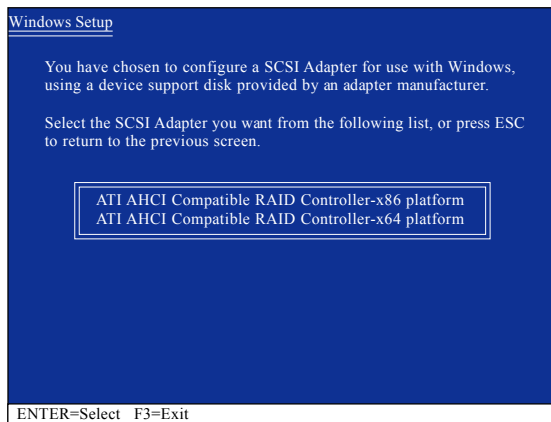 Windows Setup
You have chosen to configure a SCSI Adapter for use with Windows,
using a device support disk provided by an adapter manufacturer.
Select the SCSI Adapter you want from the following list, or press ESC
to return to the previous screen.
ATI AHCI Compatible RAID Controller-x86 platform
ATI AHCI Compatible RAID Controller-x64 platform
ENTER=Select F3=Exit